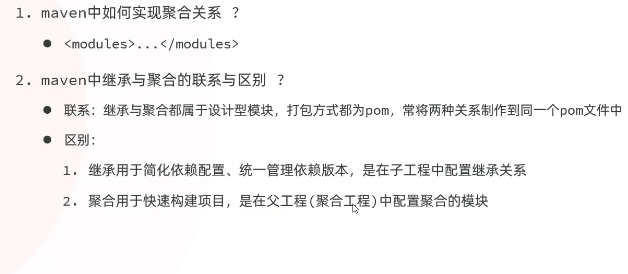 1. maven中如何实现聚合关系 ？
● <modules>...</modules>
2. maven中继承与聚合的联系与区别 ？
● 联系：继承与聚合都属于设计型模块，打包方式都为pom，常将两种关系制作到同一个pom文件中
● 区别：
1. 继承用于简化依赖配置、统一管理依赖版本，是在子工程中配置继承关系
2. 聚合用于快速构建项目，是在父工程(聚合工程)中配置聚合的模块